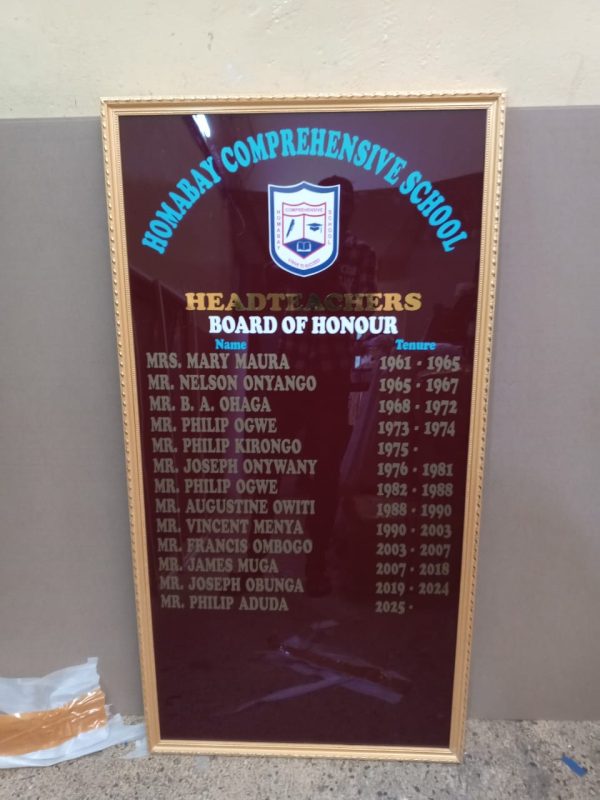 HOMABAY COMPREHENSIVE SCHOOL
COMPREHENSIVE
HOMABAY
SCHOOL
HEADTEACHERS
BOARD OF HONOUR
Name Tenure
MRS. MARY MAURA 1961 - 1965
MR. NELSON ONYANGO 1965 - 1967
MR. B. A. OHAGA 1968 - 1972
MR. PHILIP OGWE 1973 - 1974
MR. PHILIP KIRONGO 1975 -
MR. JOSEPH ONYWANY 1976 - 1981
MR. PHILIP OGWE 1982 - 1988
MR. AUGUSTINE OWITI 1988 - 1990
MR. VINCENT MENYA 1990 - 2003
MR. FRANCIS OMBOGO 2003 - 2007
MR. JAMES MUGA 2007 - 2018
MR. JOSEPH OBUNGA 2019 - 2024
MR. PHILIP ADUDA 2025 -